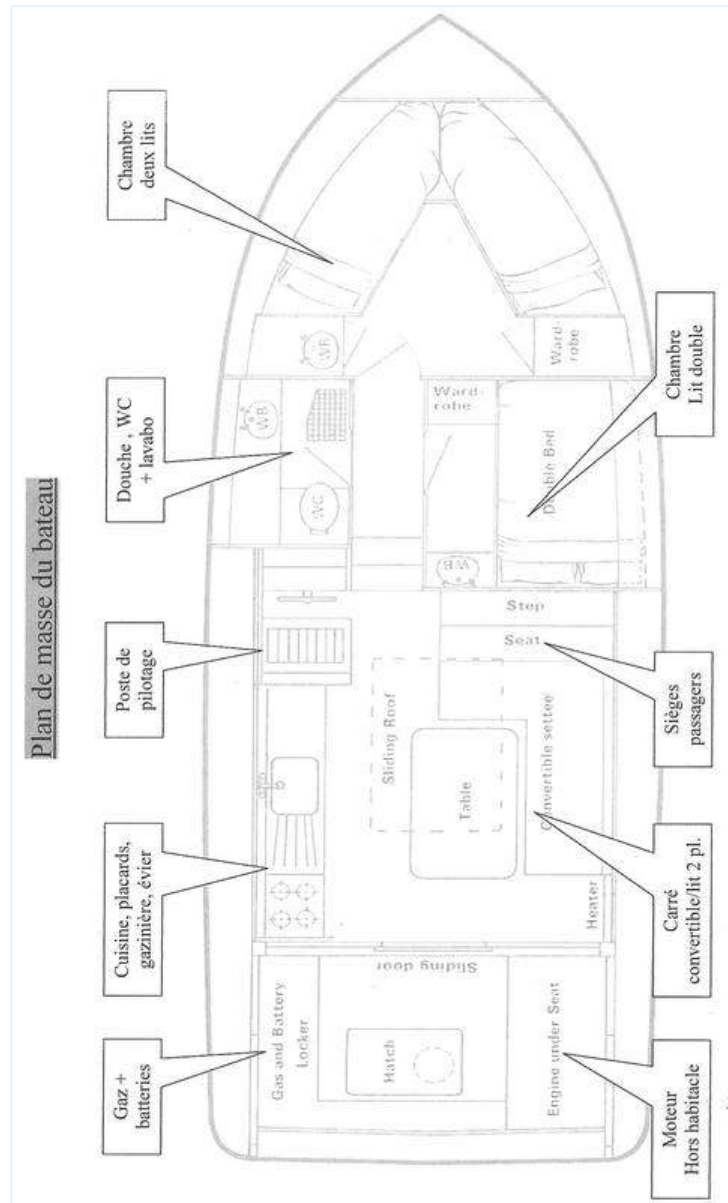 Plan de masse du bateau
Gaz +
batteries
Cuisine, placards,
gazinière, évier
Poste de
pilotage
Douche , WC
+ lavabo
Chambre
deux lits
Gas and Battery
Locker
Hatch
Sliding door
Engine under Seat
Sliding Roof
Table
Convertible settee
Heater
Seat
Step
WC
WB
WB
WB
Ward-
robe
Double Bed
Ward-
robe
Moteur
Hors habitacle
Carré
convertible/lit 2 pl.
Sièges
passagers
Chambre
Lit double